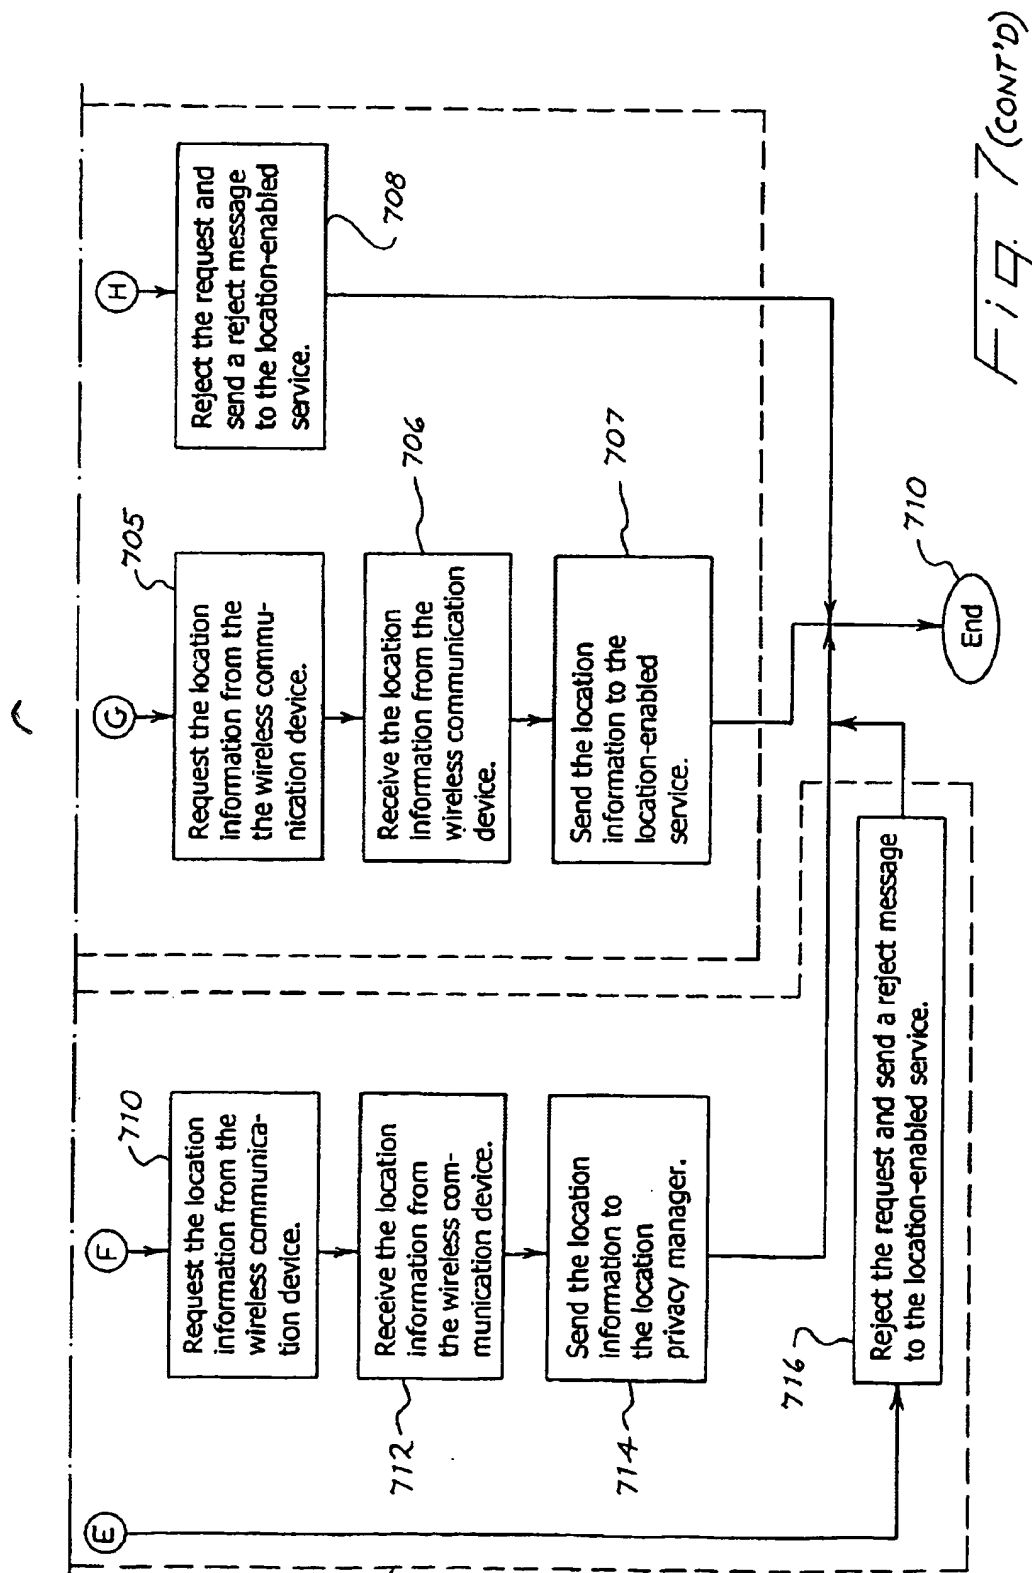 E
F
710
Request the location
information from the
wireless communica-
tion device.
712
Receive the location
information from
the wireless com-
munication device.
714
Send the location
information to
the location
privacy manager.
716
Reject the request and send a reject message
to the location-enabled service.
G
705
Request the location
information from the
the wireless commu-
nication device.
706
Receive the location
information from the
wireless communication
device.
707
Send the location
information to the
location-enabled
service.
H
Reject the request and
send a reject message
to the location-enabled
service.
708
710
End
Fig. 7 (CONT'D)